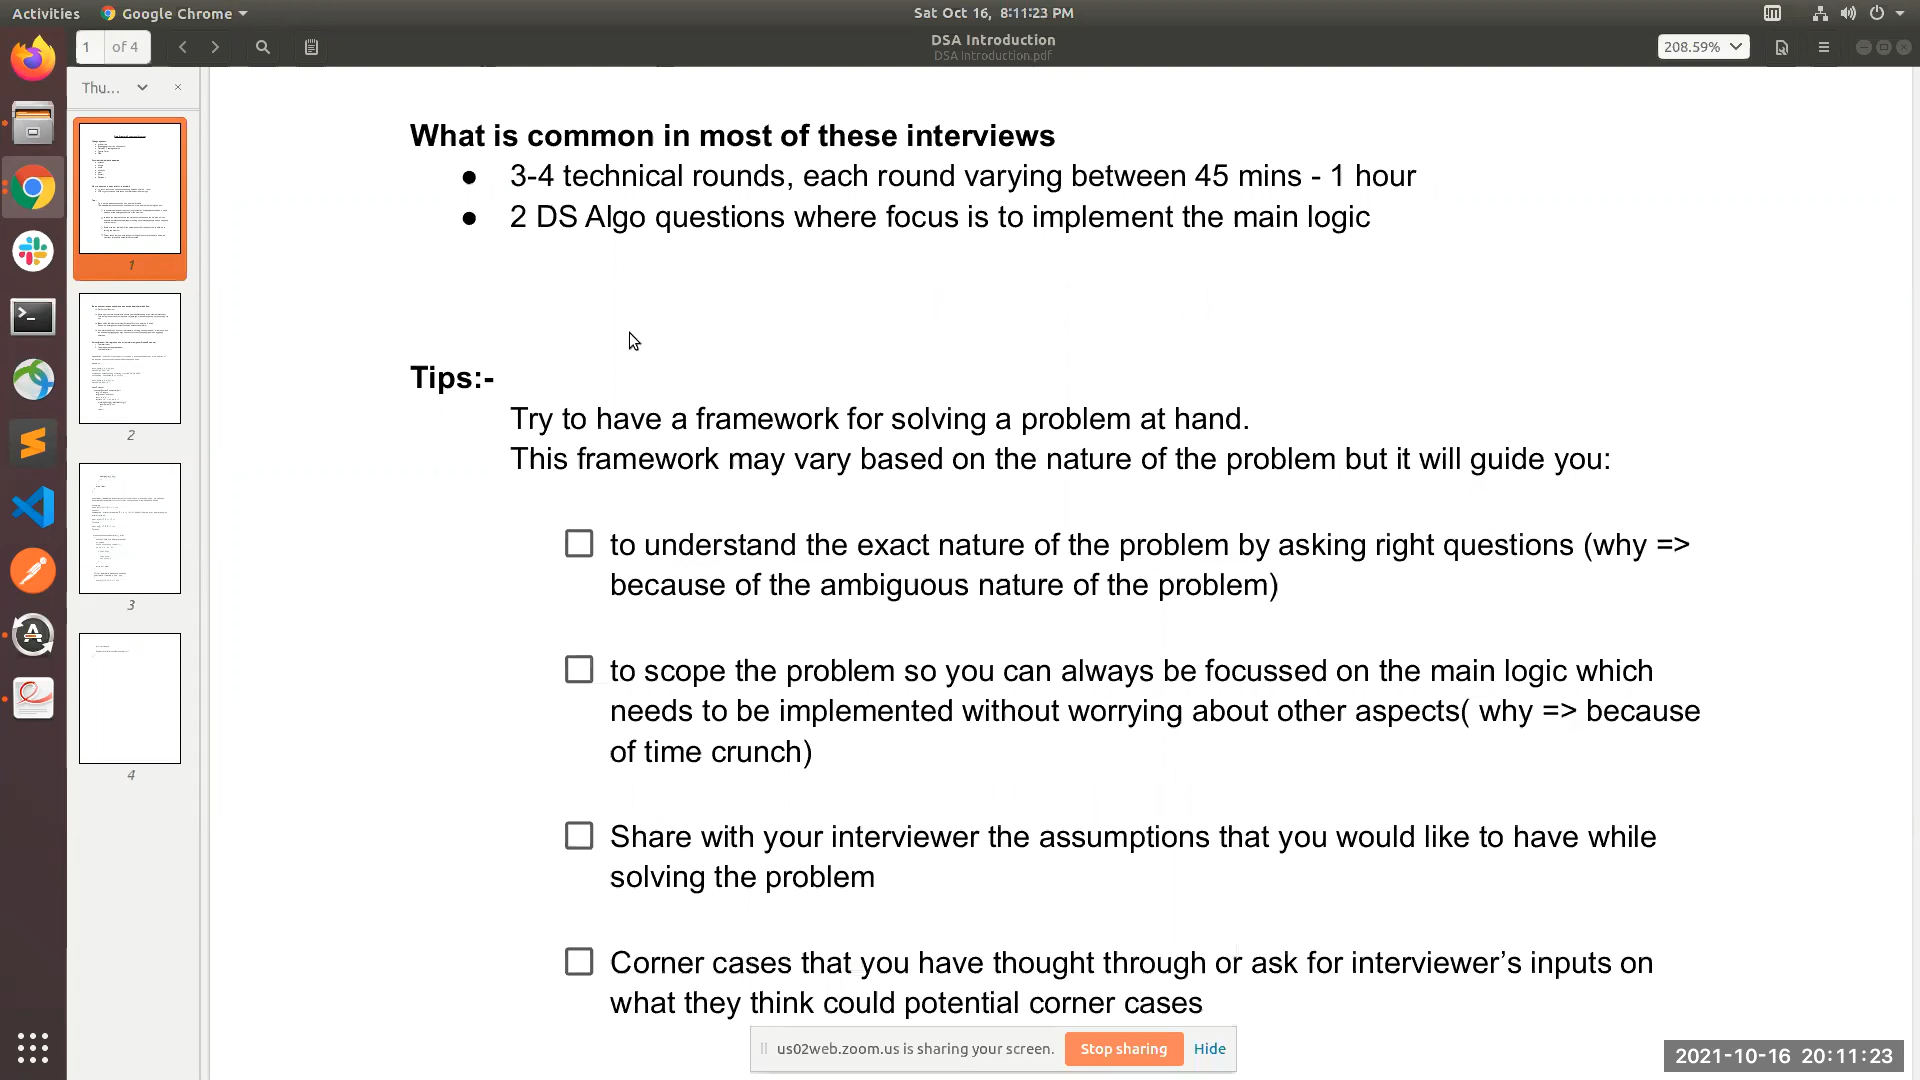 Activities Google Chrome Sat Oct 16, 8:11:23 PM
1 of 4 DSA Introduction 208.59%
DSA Introduction.pdf
Thu...
1
2
3
4
What is common in most of these interviews
● 3-4 technical rounds, each round varying between 45 mins - 1 hour
● 2 DS Algo questions where focus is to implement the main logic
Tips:-
Try to have a framework for solving a problem at hand.
This framework may vary based on the nature of the problem but it will guide you:
to understand the exact nature of the problem by asking right questions (why =>
because of the ambiguous nature of the problem)
to scope the problem so you can always be focussed on the main logic which
needs to be implemented without worrying about other aspects( why => because
of time crunch)
Share with your interviewer the assumptions that you would like to have while
solving the problem
Corner cases that you have thought through or ask for interviewer’s inputs on
what they think could potential corner cases
us02web.zoom.us is sharing your screen. Stop sharing Hide
2021-10-16 20:11:23